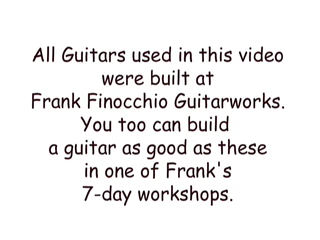 All Guitars used in this video
were built at
Frank Finocchio Guitarworks.
You too can build
a guitar as good as these
in one of Frank's
7-day workshops.